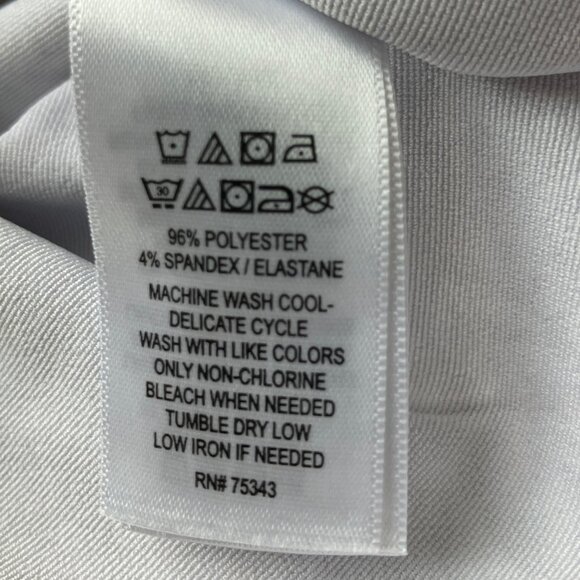 30
96% POLYESTER
4% SPANDEX / ELASTANE
MACHINE WASH COOL-
DELICATE CYCLE
WASH WITH LIKE COLORS
ONLY NON-CHLORINE
BLEACH WHEN NEEDED
TUMBLE DRY LOW
LOW IRON IF NEEDED
RN# 75343